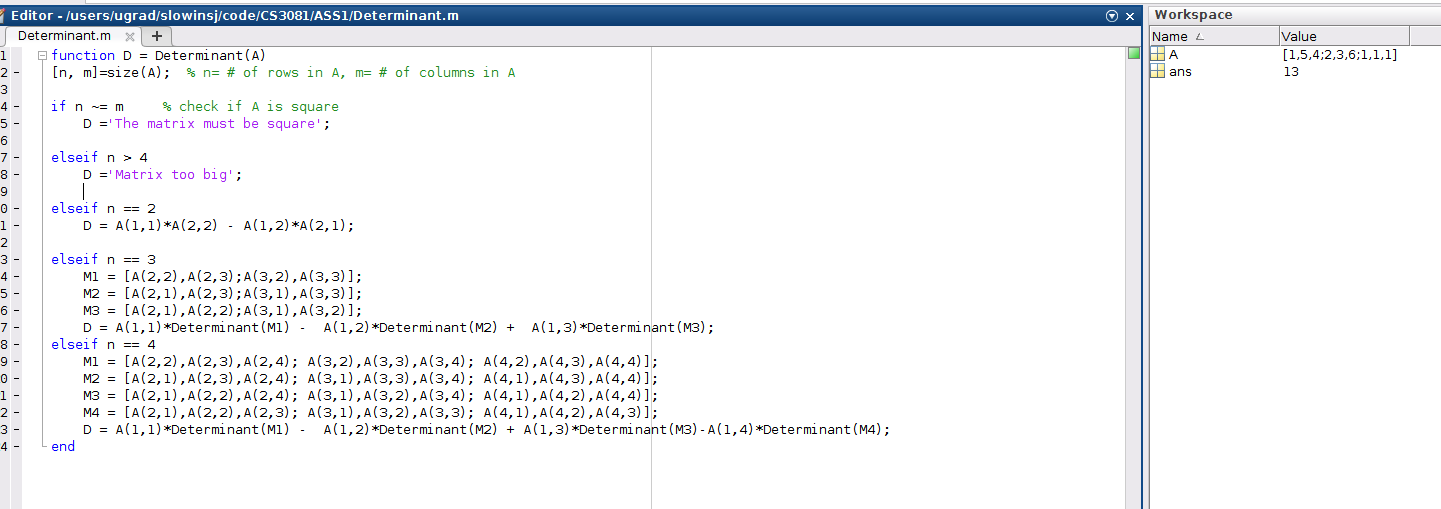 Editor - /users/ugrad/slowinsj/code/CS3081/ASS1/Determinant.m
Determinant.m × +
1 function D = Determinant(A)
2 - [n, m]=size(A);  % n= # of rows in A, m= # of columns in A
3
4 - if n ~= m     % check if A is square
5 -     D ='The matrix must be square';
6
7 - elseif n > 4
8 -     D ='Matrix too big';
9
0 - elseif n == 2
1 -     D = A(1,1)*A(2,2) - A(1,2)*A(2,1);
2
3 - elseif n == 3
4 -     M1 = [A(2,2),A(2,3);A(3,2),A(3,3)];
5 -     M2 = [A(2,1),A(2,3);A(3,1),A(3,3)];
6 -     M3 = [A(2,1),A(2,2);A(3,1),A(3,2)];
7 -     D = A(1,1)*Determinant(M1) -  A(1,2)*Determinant(M2) +  A(1,3)*Determinant(M3);
8 - elseif n == 4
9 -     M1 = [A(2,2),A(2,3),A(2,4); A(3,2),A(3,3),A(3,4); A(4,2),A(4,3),A(4,4)];
0 -     M2 = [A(2,1),A(2,3),A(2,4); A(3,1),A(3,3),A(3,4); A(4,1),A(4,3),A(4,4)];
1 -     M3 = [A(2,1),A(2,2),A(2,4); A(3,1),A(3,2),A(3,4); A(4,1),A(4,2),A(4,4)];
2 -     M4 = [A(2,1),A(2,2),A(2,3); A(3,1),A(3,2),A(3,3); A(4,1),A(4,2),A(4,3)];
3 -     D = A(1,1)*Determinant(M1) -  A(1,2)*Determinant(M2) + A(1,3)*Determinant(M3)-A(1,4)*Determinant(M4);
4 - end
Workspace
Name Value
A [1,5,4;2,3,6;1,1,1]
ans 13